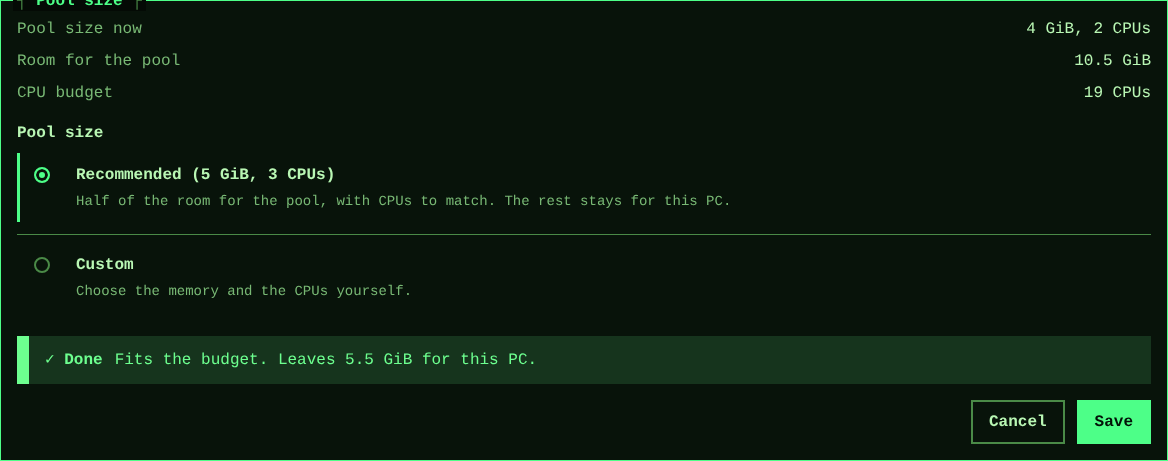 Pool size
Pool size now 4 GiB, 2 CPUs
Room for the pool 10.5 GiB
CPU budget 19 CPUs
Pool size
Recommended (5 GiB, 3 CPUs)
Half of the room for the pool, with CPUs to match. The rest stays for this PC.
Custom
Choose the memory and the CPUs yourself.
✓ Done Fits the budget. Leaves 5.5 GiB for this PC.
Cancel Save